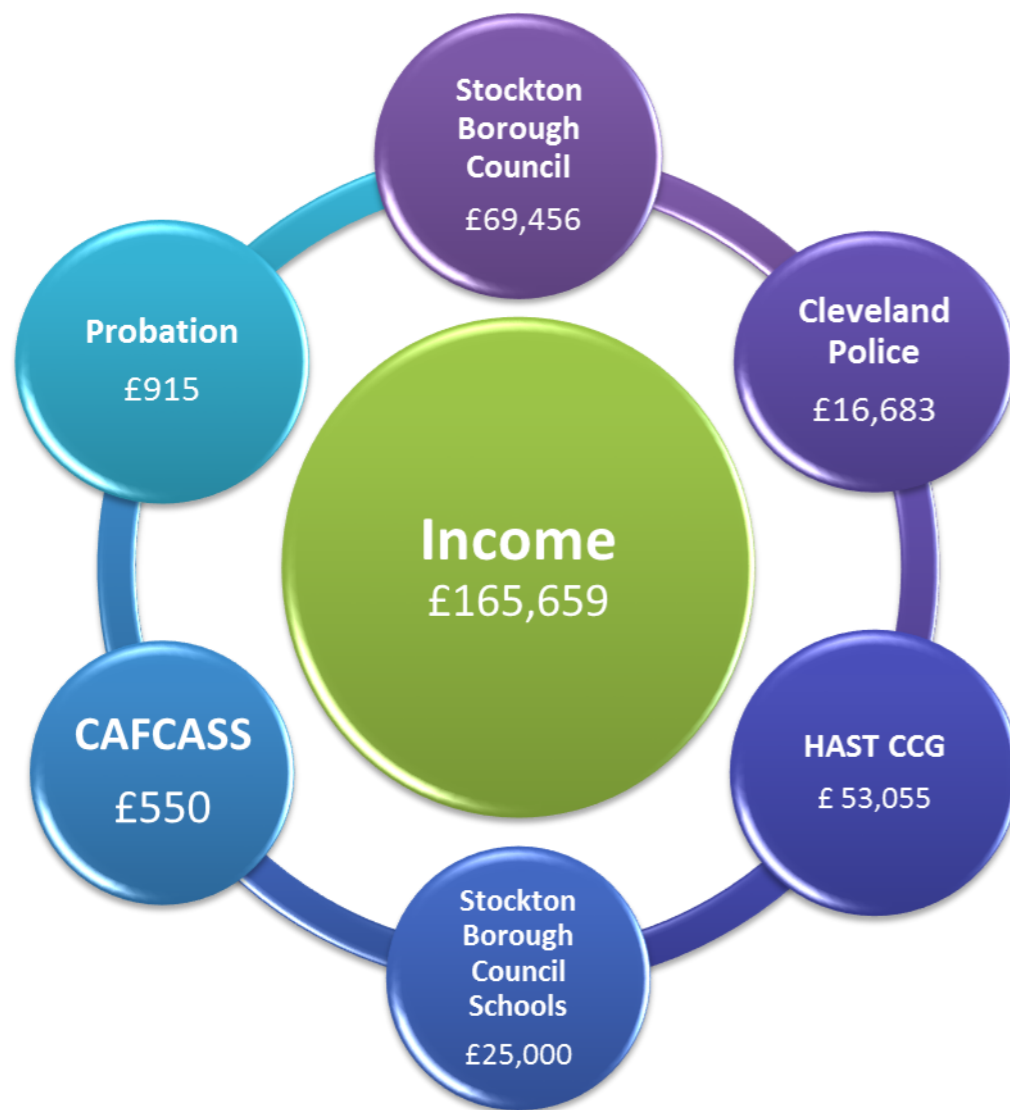 Stockton
Borough
Council
£69,456
Cleveland
Police
£16,683
HAST CCG
£ 53,055
Stockton
Borough
Council
Schools
£25,000
CAFCASS
£550
Probation
£915
Income
£165,659